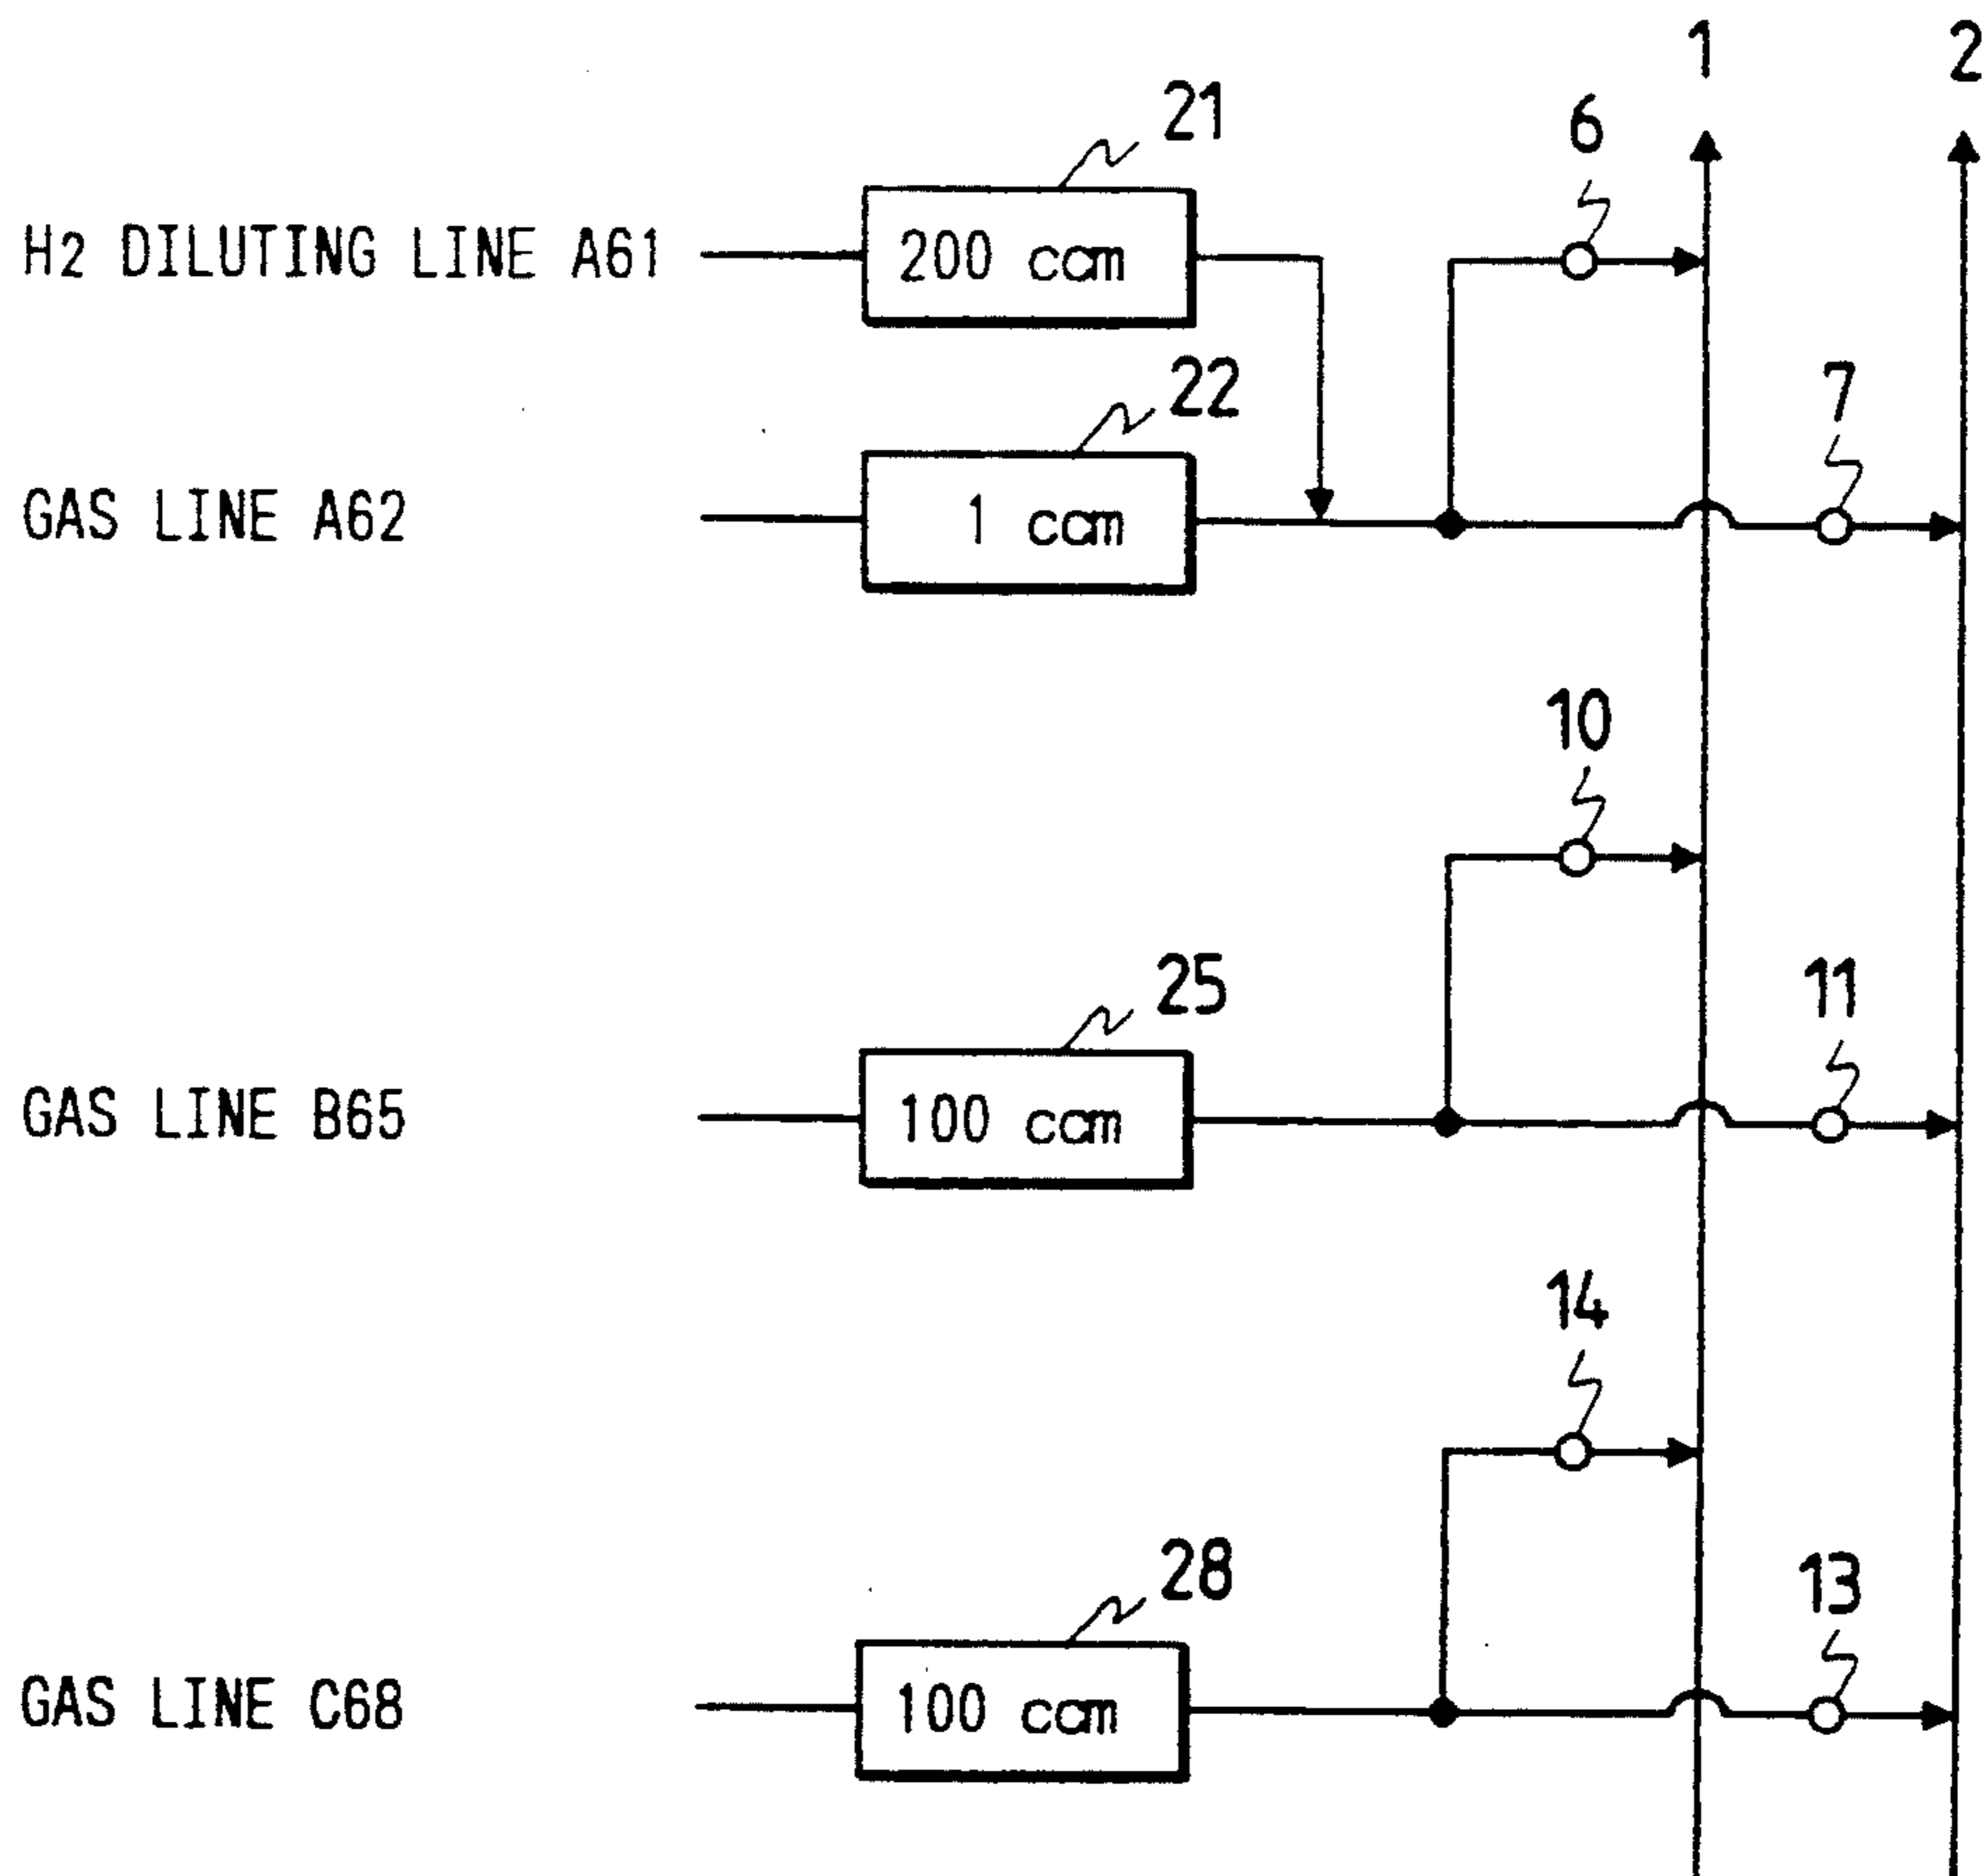 1
2
21
6
H2 DILUTING LINE A61
200 ccm
22
7
GAS LINE A62
1 ccm
10
25
11
GAS LINE B65
100 ccm
14
28
13
GAS LINE C68
100 ccm